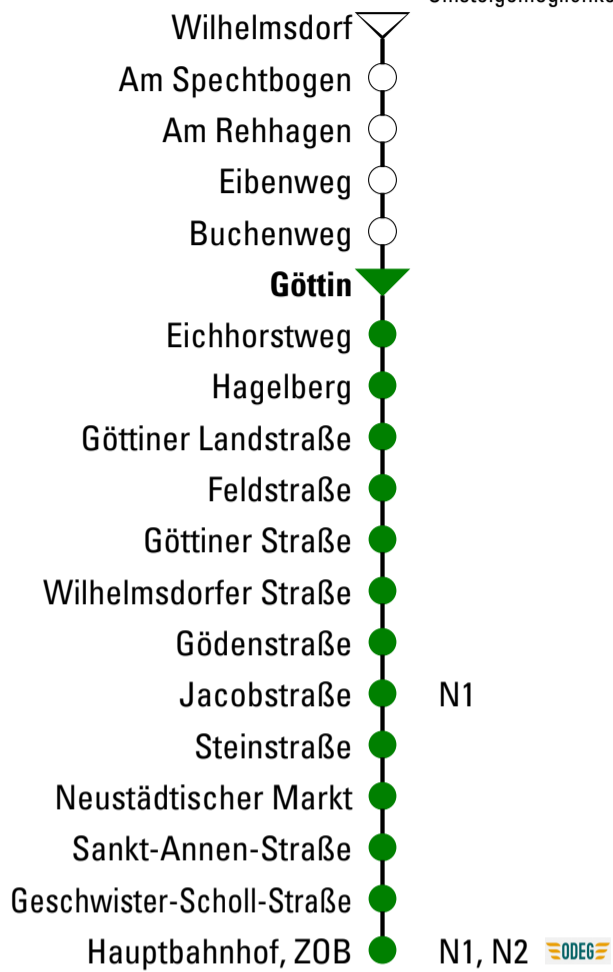 Wilhelmsdorf
Am Spechtbogen
Am Rehhagen
Eibenweg
Buchenweg
Göttin
Eichhorstweg
Hagelberg
Göttiner Landstraße
Feldstraße
Göttiner Straße
Wilhelmsdorfer Straße
Gödenstraße
Jacobstraße N1
Steinstraße
Neustädtischer Markt
Sankt-Annen-Straße
Geschwister-Scholl-Straße
Hauptbahnhof, ZOB N1, N2 ODEG